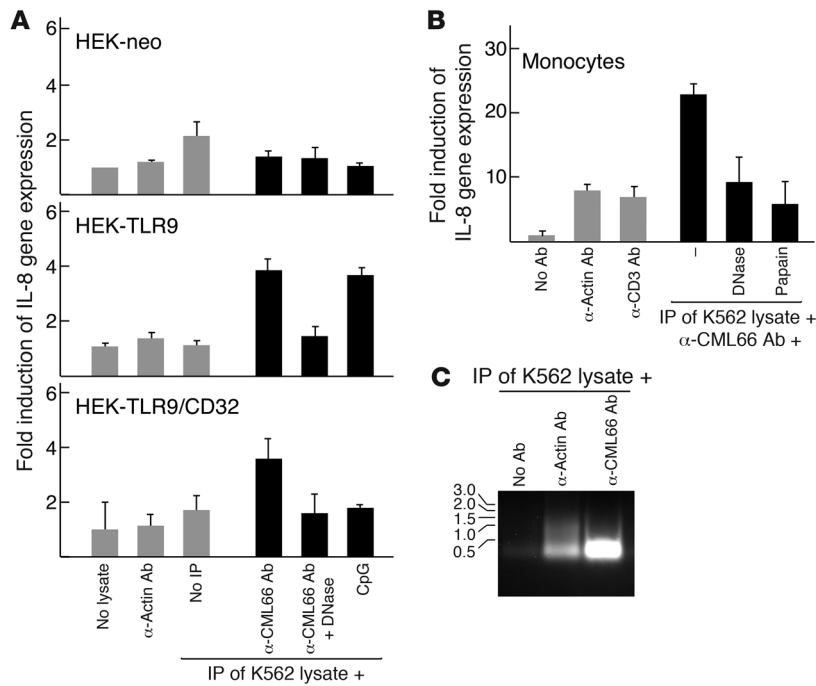 A
Fold induction of IL-8 gene expression
HEK-neo
6
4
2
HEK-TLR9
6
4
2
HEK-TLR9/CD32
6
4
2
No lysate
α-Actin Ab
No IP
α-CML66 Ab
α-CML66 Ab
+ DNase
CpG
IP of K562 lysate +
B
Fold induction of
IL-8 gene expression
Monocytes
30
20
10
No Ab
α-Actin Ab
α-CD3 Ab
–
DNase
Papain
IP of K562 lysate +
α-CML66 Ab +
C
IP of K562 lysate +
No Ab
α-Actin Ab
α-CML66 Ab
3.0
2.0
1.5
1.0
0.5